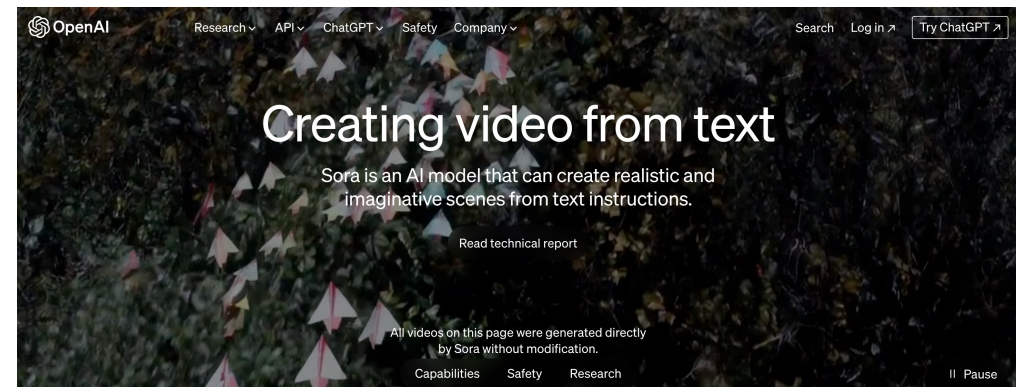 OpenAI Research API ChatGPT Safety Company Search Log in ↗ Try ChatGPT ↗
Creating video from text
Sora is an AI model that can create realistic and
imaginative scenes from text instructions.
Read technical report
All videos on this page were generated directly
by Sora without modification.
Capabilities Safety Research Pause